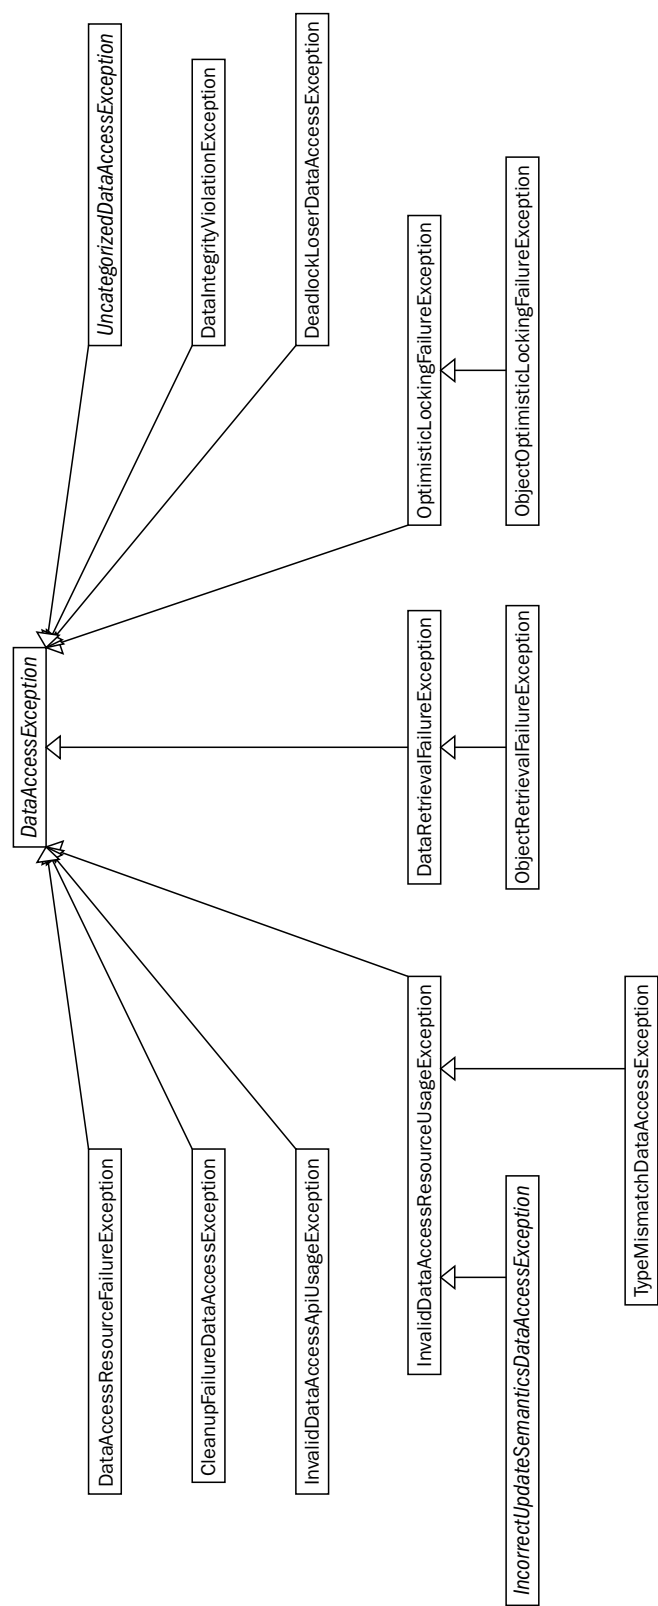 DataAccessException
DataAccessResourceFailureException
UncategorizedDataAccessException
CleanupFailureDataAccessException
DataIntegrityViolationException
InvalidDataAccessApiUsageException
DeadlockLoserDataAccessException
InvalidDataAccessResourceUsageException
DataRetrievalFailureException
OptimisticLockingFailureException
IncorrectUpdateSemanticsDataAccessException
ObjectRetrievalFailureException
ObjectOptimisticLockingFailureException
TypeMismatchDataAccessException